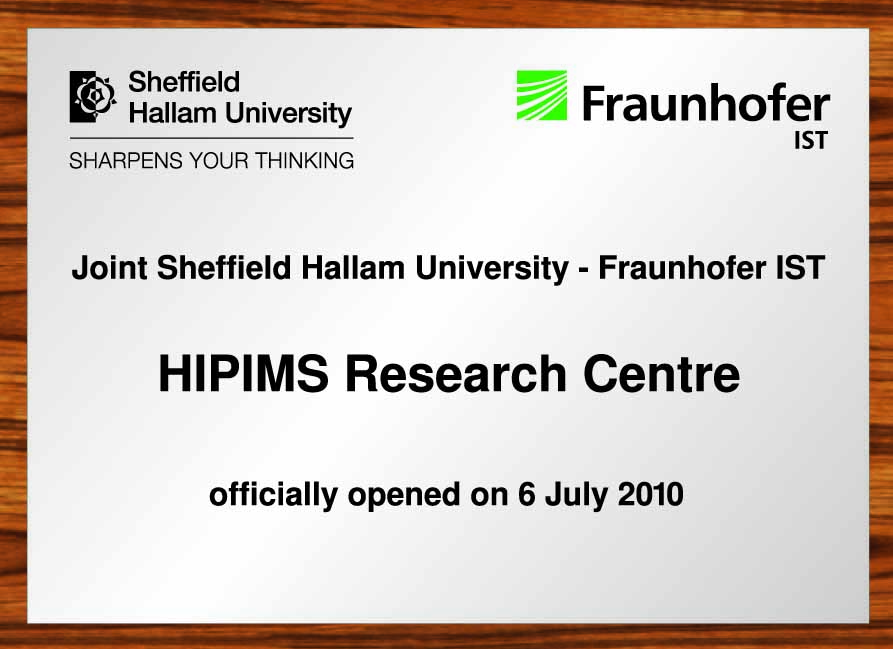 Sheffield
Hallam University
SHARPENS YOUR THINKING
Fraunhofer
IST
Joint Sheffield Hallam University - Fraunhofer IST
HIPIMS Research Centre
officially opened on 6 July 2010